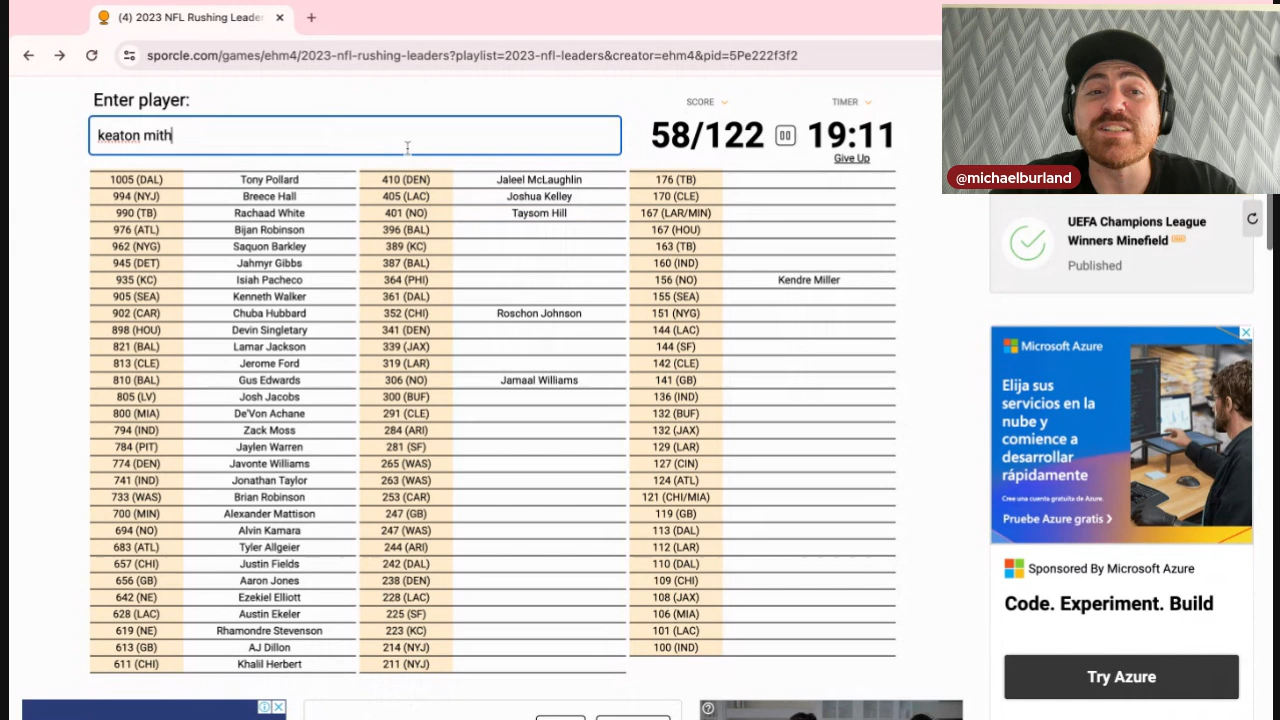 (4) 2023 NFL Rushing Leader
sporcle.com/games/ehm4/2023-nfl-rushing-leaders?playlist=2023-nfl-leaders&creator=ehm4&pid=5Pe222f3f2
Enter player:
keaton mith
SCORE
TIMER
58/122
19:11
Give Up
@michaelburland
1005 (DAL) Tony Pollard 410 (DEN) Jaleel McLaughlin 176 (TB)
994 (NYJ) Breece Hall 405 (LAC) Joshua Kelley 170 (CLE)
990 (TB) Rachaad White 401 (NO) Taysom Hill 167 (LAR/MIN)
976 (ATL) Bijan Robinson 396 (BAL) 167 (HOU)
962 (NYG) Saquon Barkley 389 (KC) 163 (TB)
945 (DET) Jahmyr Gibbs 387 (BAL) 160 (IND)
935 (KC) Isiah Pacheco 364 (PHI) 156 (NO) Kendre Miller
905 (SEA) Kenneth Walker 361 (DAL) 155 (SEA)
902 (CAR) Chuba Hubbard 352 (CHI) Roschon Johnson 151 (NYG)
898 (HOU) Devin Singletary 341 (DEN) 144 (LAC)
821 (BAL) Lamar Jackson 339 (JAX) 144 (SF)
813 (CLE) Jerome Ford 319 (LAR) 142 (CLE)
810 (BAL) Gus Edwards 306 (NO) Jamaal Williams 141 (GB)
805 (LV) Josh Jacobs 300 (BUF) 136 (IND)
800 (MIA) De'Von Achane 291 (CLE) 132 (BUF)
794 (IND) Zack Moss 284 (ARI) 132 (JAX)
784 (PIT) Jaylen Warren 281 (SF) 129 (LAR)
774 (DEN) Javonte Williams 265 (WAS) 127 (CIN)
741 (IND) Jonathan Taylor 263 (WAS) 124 (ATL)
733 (WAS) Brian Robinson 253 (CAR) 121 (CHI/MIA)
700 (MIN) Alexander Mattison 247 (GB) 119 (GB)
694 (NO) Alvin Kamara 247 (WAS) 113 (DAL)
683 (ATL) Tyler Allgeier 244 (ARI) 112 (LAR)
657 (CHI) Justin Fields 242 (DAL) 110 (DAL)
656 (GB) Aaron Jones 238 (DEN) 109 (CHI)
642 (NE) Ezekiel Elliott 228 (LAC) 108 (JAX)
628 (LAC) Austin Ekeler 225 (SF) 106 (MIA)
619 (NE) Rhamondre Stevenson 223 (KC) 101 (LAC)
613 (GB) AJ Dillon 214 (NYJ) 100 (IND)
611 (CHI) Khalil Herbert 211 (NYJ)
UEFA Champions League
Winners Minefield
Published
Microsoft Azure
Elija sus
servicios en la
nube y
comience a
desarrollar
rápidamente
Cree una cuenta gratuita de Azure.
Pruebe Azure gratis
Sponsored By Microsoft Azure
Code. Experiment. Build
Try Azure